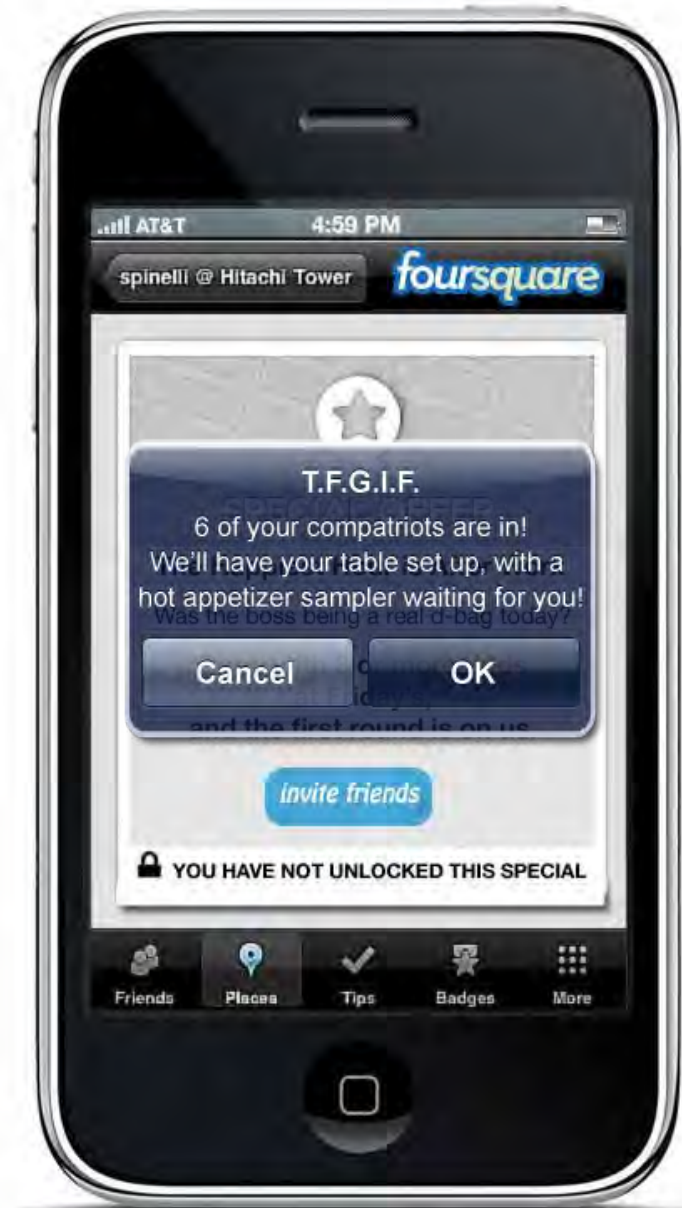 AT&T 4:59 PM
spinelli @ Hitachi Tower foursquare
SPECIAL OFFER
T.F.G.I.F.
6 of your compatriots are in!
We'll have your table set up, with a
hot appetizer sampler waiting for you!
Was the boss being a real d-bag today?
Cancel OK
and the first round is on us
invite friends
YOU HAVE NOT UNLOCKED THIS SPECIAL
Friends Places Tips Badges More